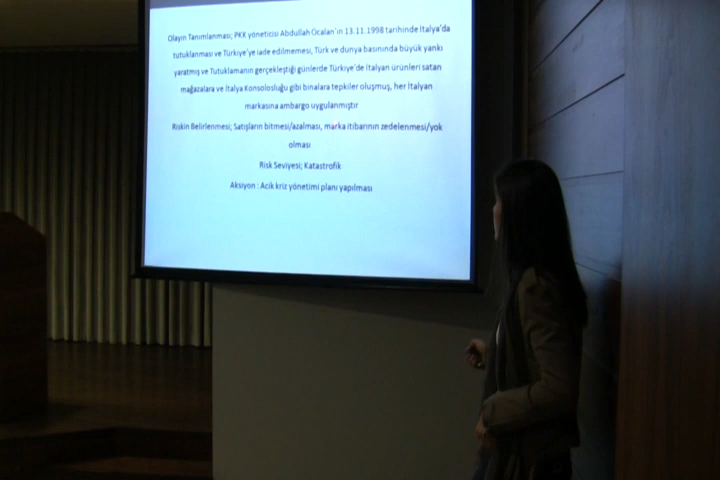 Olayın Tanımlanması; PKK yöneticisi Abdullah Ocalan'ın 13.11.1998 tarihinde İtalya'da
tutuklanması ve Türkiye'ye iade edilmemesi, Türk ve dunya basınında büyük yankı
yaratmış ve Tutuklamanın gerçekleştiği günlerde Türkiye'de İtalyan ürünleri satan
mağazalara ve İtalya Konsolosluğu gibi binalara tepkiler oluşmuş, her İtalyan
markasına ambargo uygulanmıştır
Riskin Belirlenmesi; Satışların bitmesi/azalması, marka itibarının zedelenmesi/yok
olması
Risk Seviyesi; Katastrofik
Aksiyon : Acik kriz yönetimi planı yapılması